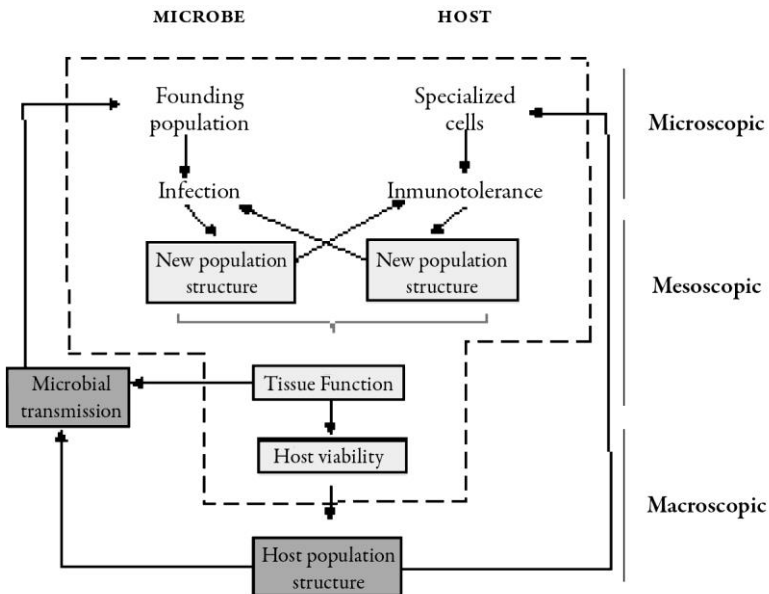 MICROBE
HOST
Founding
population
Specialized
cells
Microscopic
Infection
Inmunotolerance
New population
structure
New population
structure
Mesoscopic
Microbial
transmission
Tissue Function
Host viability
Macroscopic
Host population
structure